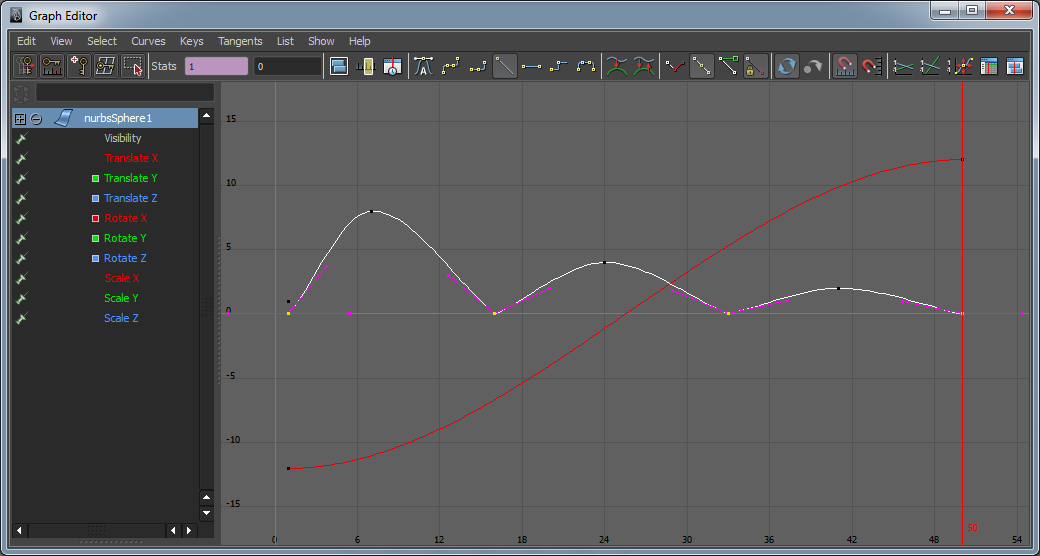 Graph Editor
Edit View Select Curves Keys Tangents List Show Help
Stats 1 0
nurbsSphere1
Visibility
Translate X
Translate Y
Translate Z
Rotate X
Rotate Y
Rotate Z
Scale X
Scale Y
Scale Z
15
10
5
0
-5
-10
-15
50
0 6 12 18 24 30 36 42 48 54